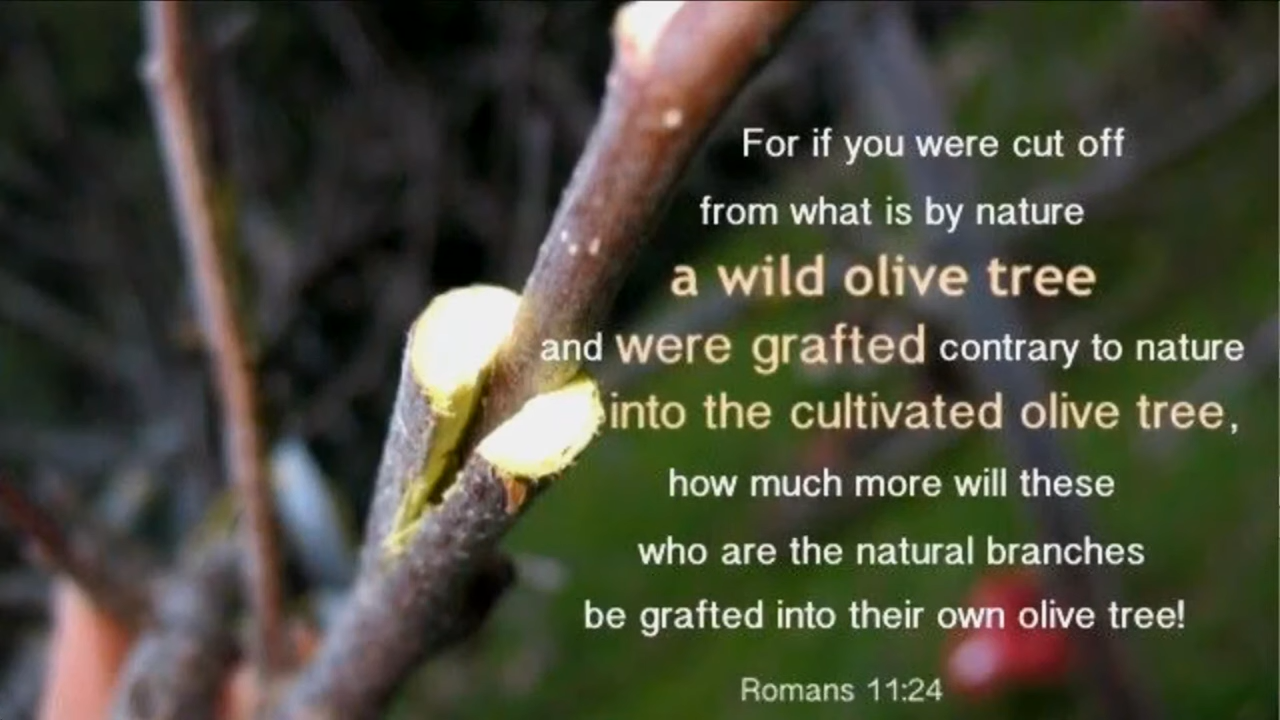 For if you were cut off
from what is by nature
a wild olive tree
and were grafted contrary to nature
into the cultivated olive tree,
how much more will these
who are the natural branches
be grafted into their own olive tree!
Romans 11:24